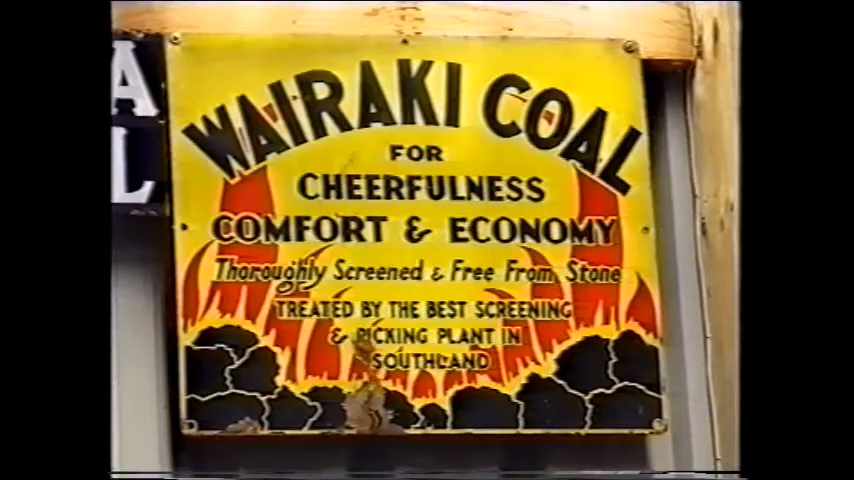 A
L
WAIRAKI COAL
FOR
CHEERFULNESS
COMFORT & ECONOMY
Thoroughly Screened & Free From Stone
TREATED BY THE BEST SCREENING
& PICKING PLANT IN
SOUTHLAND